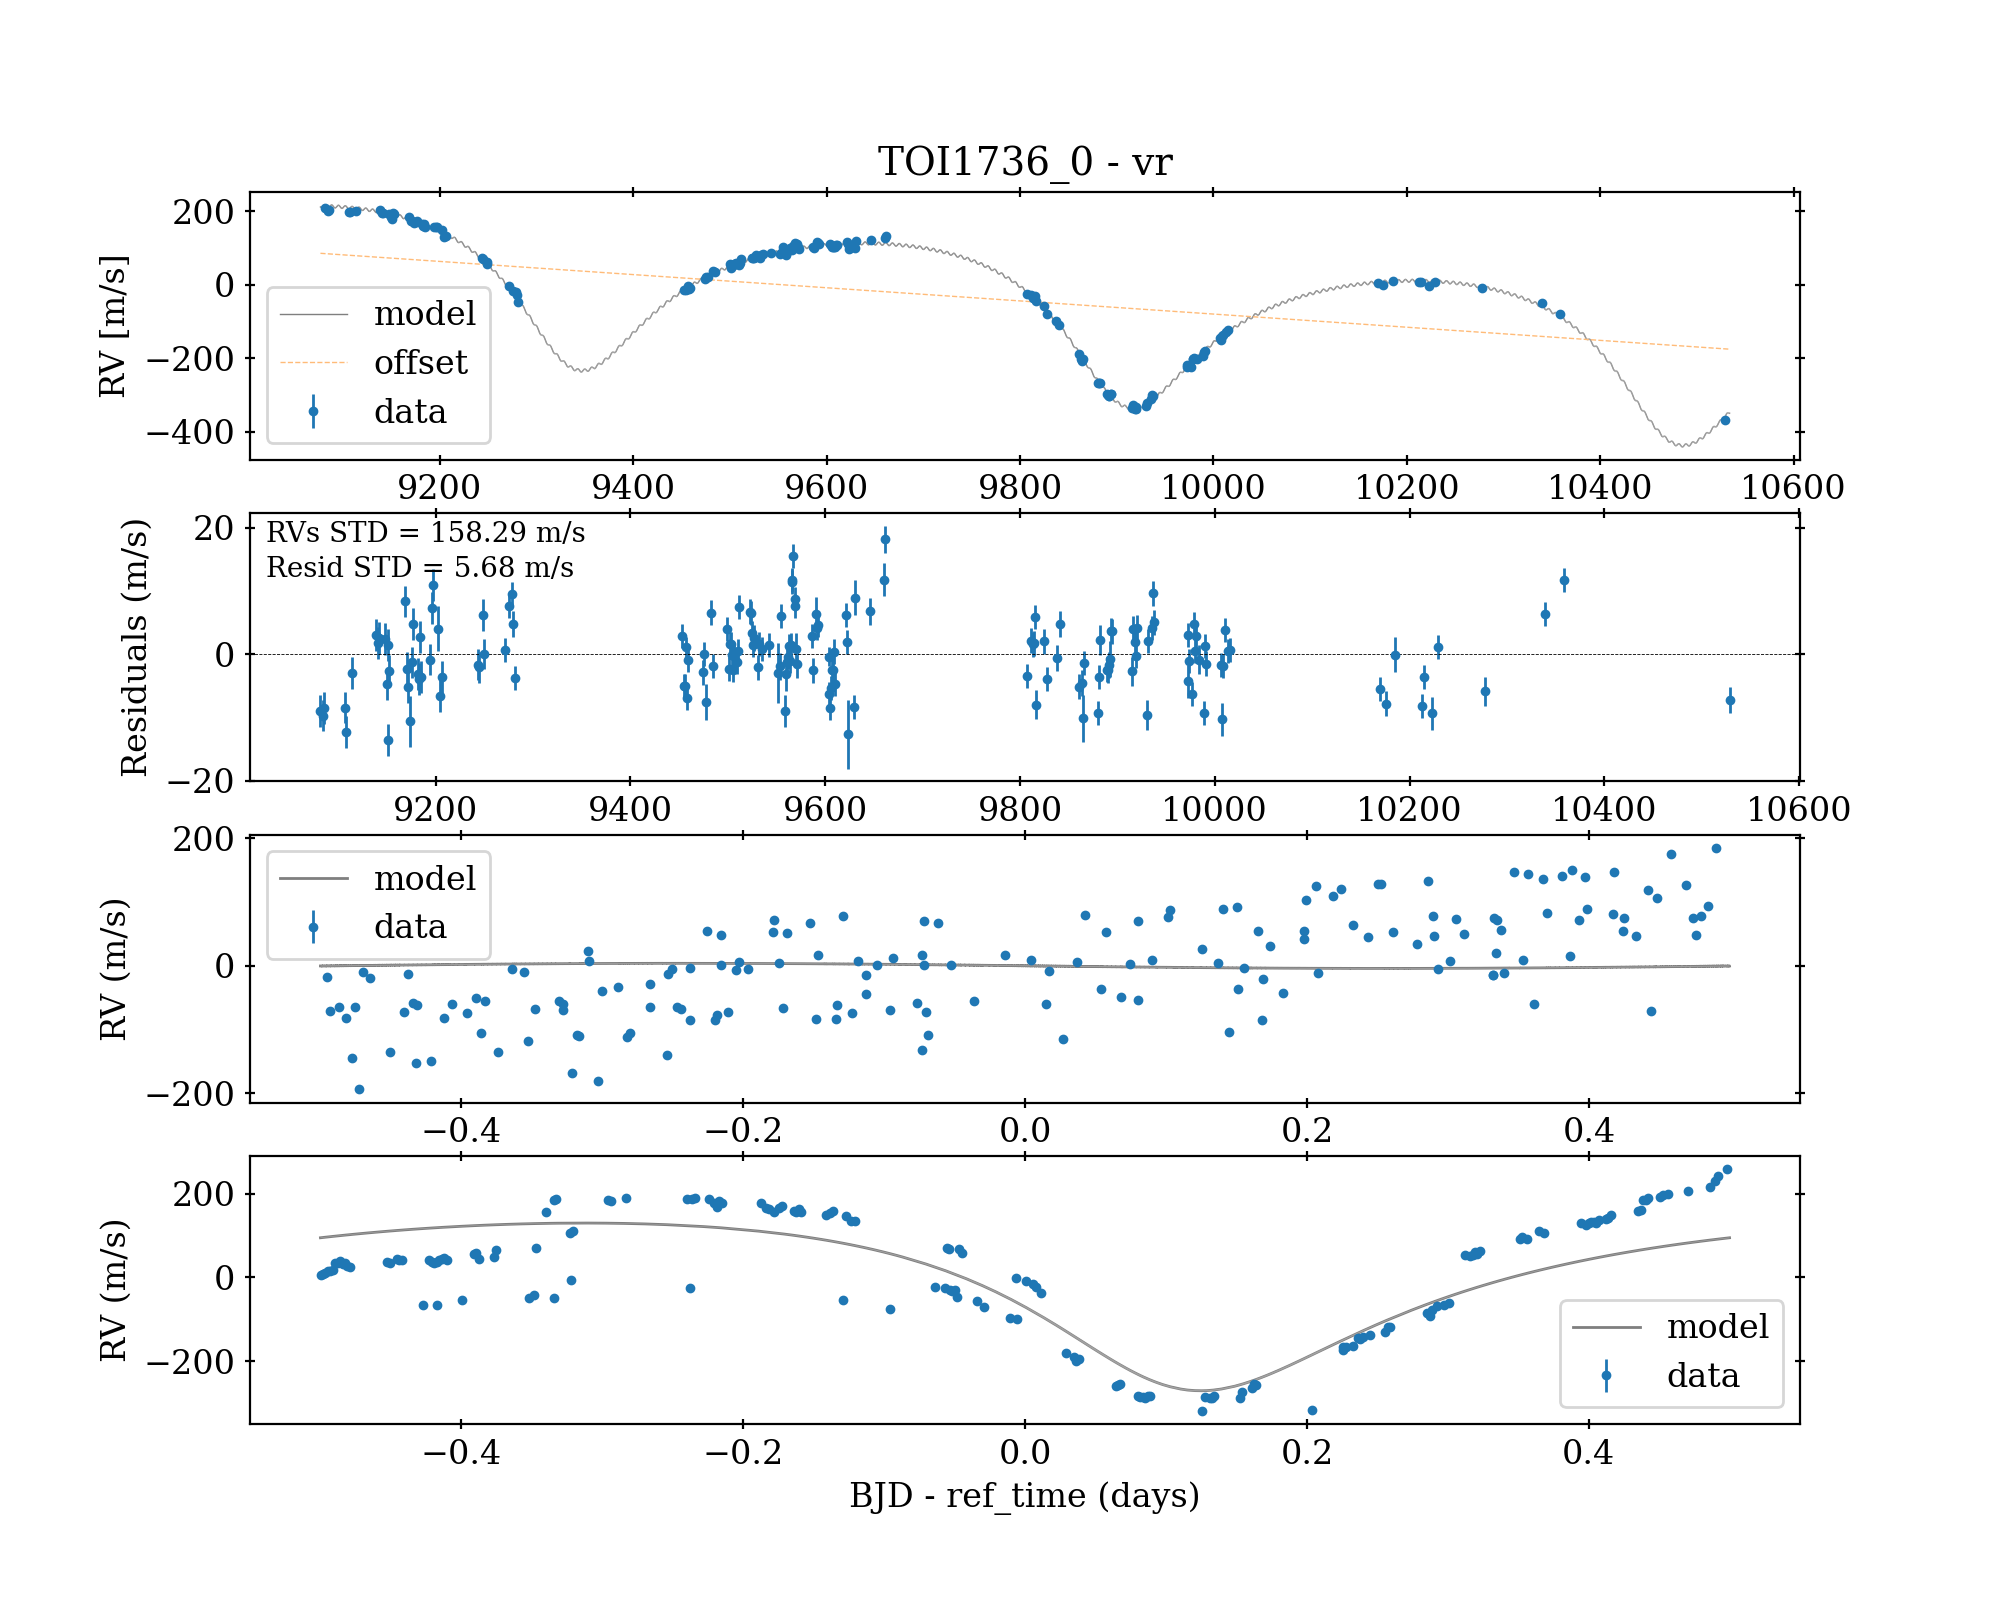 TOI1736_0 - vr
RV [m/s]
200
0
−200
−400
model
offset
data
9200 9400 9600 9800 10000 10200 10400 10600
Residuals (m/s)
20
0
−20
RVs STD = 158.29 m/s
Resid STD = 5.68 m/s
9200 9400 9600 9800 10000 10200 10400 10600
RV (m/s)
200
0
−200
model
data
−0.4 −0.2 0.0 0.2 0.4
RV (m/s)
200
0
−200
model
data
−0.4 −0.2 0.0 0.2 0.4
BJD - ref_time (days)